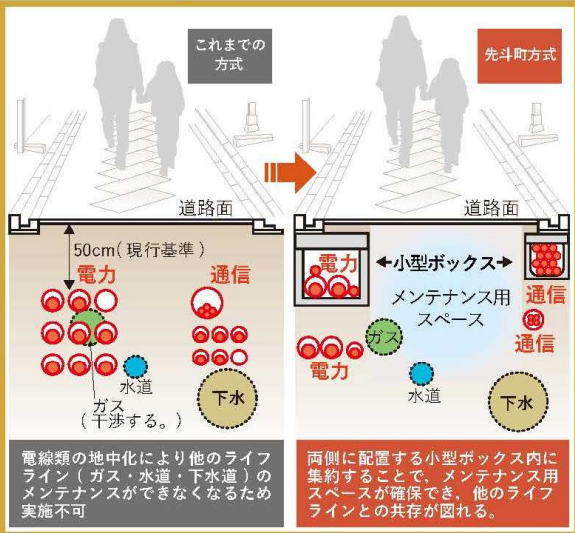 これまでの
方式
道路面
50cm(現行基準)
電力
通信
ガス
(干渉する。)
水道
下水
電線類の地中化により他のライフ
ライン(ガス・水道・下水道)の
メンテナンスができなくなるため
実施不可
先斗町方式
道路面
電力
小型ボックス
通信
メンテナンス用
スペース
電力
ガス
通信
水道
下水
両側に配置する小型ボックス内に
集約することで、メンテナンス用
スペースが確保でき、他のライフ
ラインとの共存が図れる。